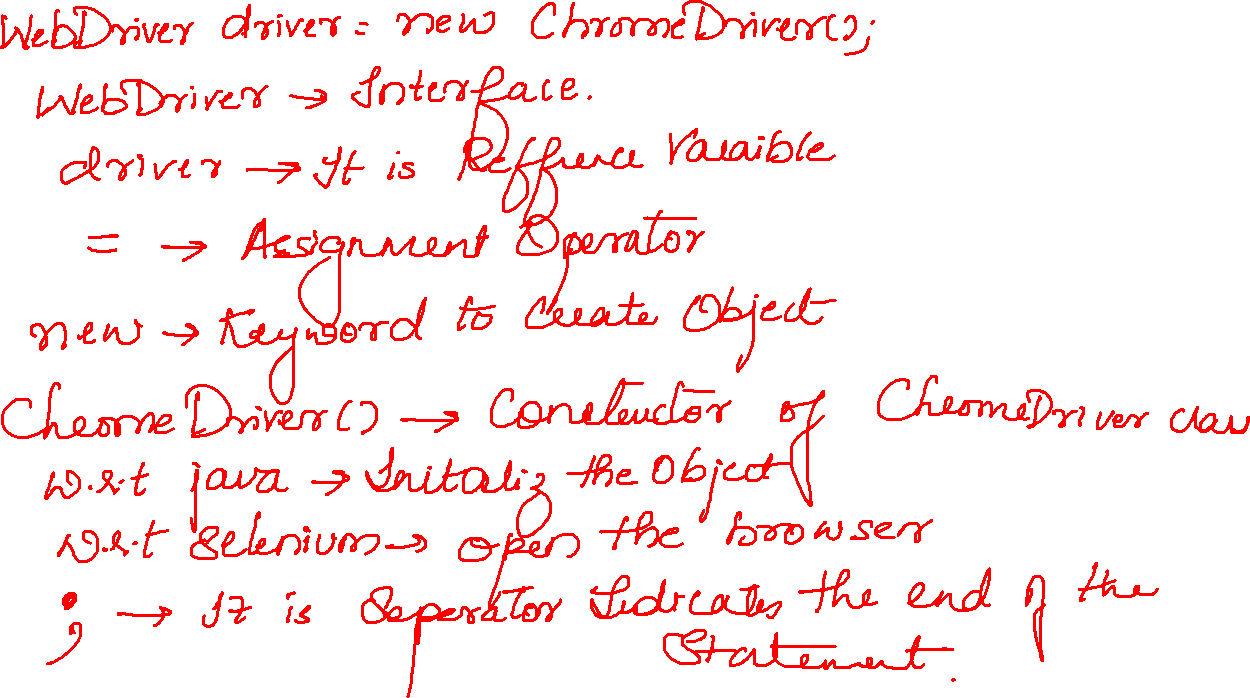 WebDriver driver = new ChromeDriver();
WebDriver → Interface.
driver → It is Reffrence Varaible
= → Assignment Operator
new → Keyword to Create Object
ChromeDriver() → Constructor of ChromeDriver class
w.r.t java → Initaliz the Object
w.r.t Selenium → open the browser
; → It is Seperator Indicates the end of the
Statement.